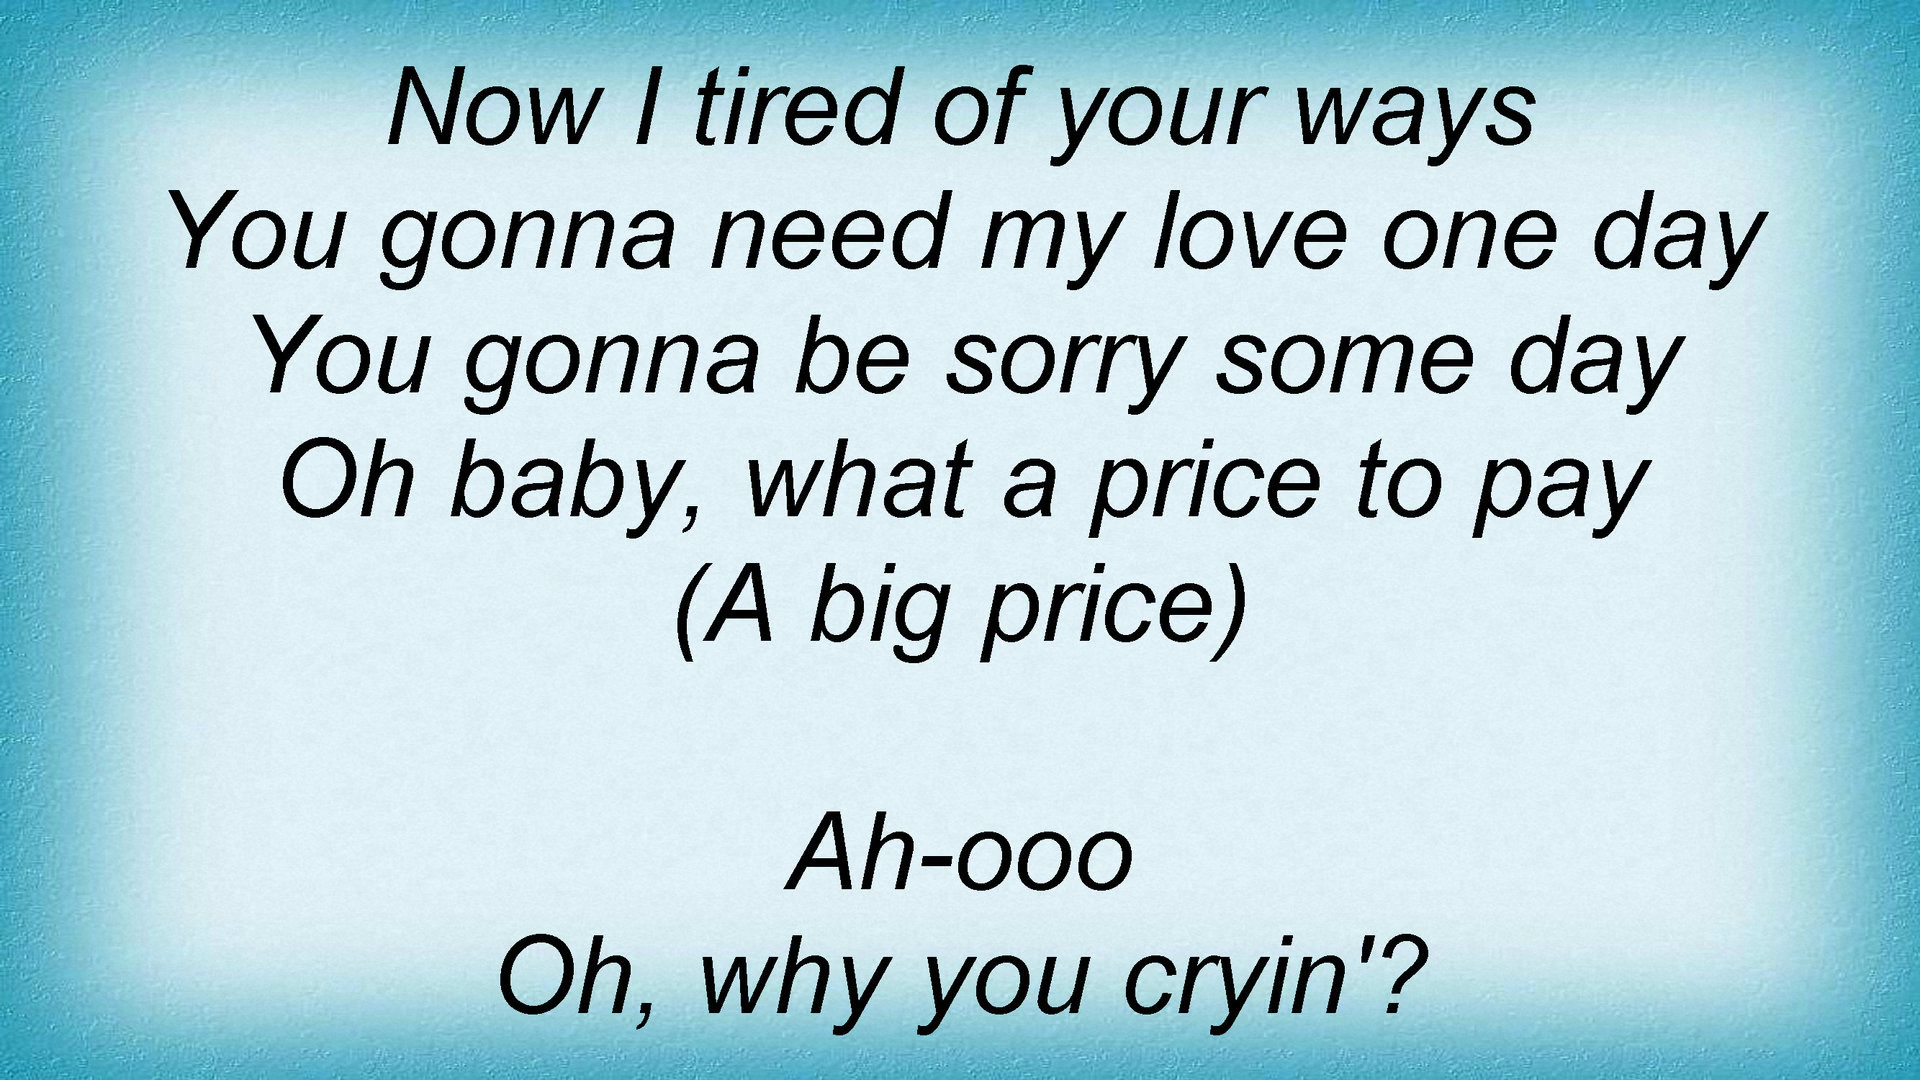 Now I tired of your ways
You gonna need my love one day
You gonna be sorry some day
Oh baby, what a price to pay
(A big price)
Ah-ooo
Oh, why you cryin'?